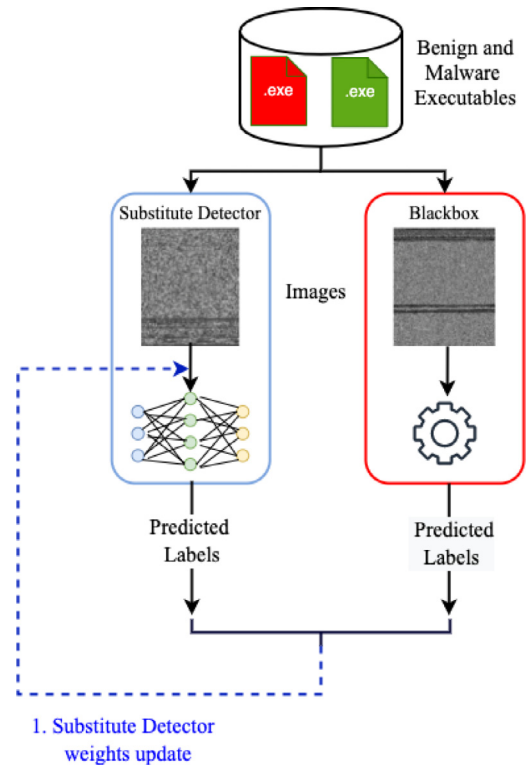 Benign and
Malware
Executables
.exe
.exe
Substitute Detector
Blackbox
Images
Predicted
Labels
Predicted
Labels
1. Substitute Detector
weights update